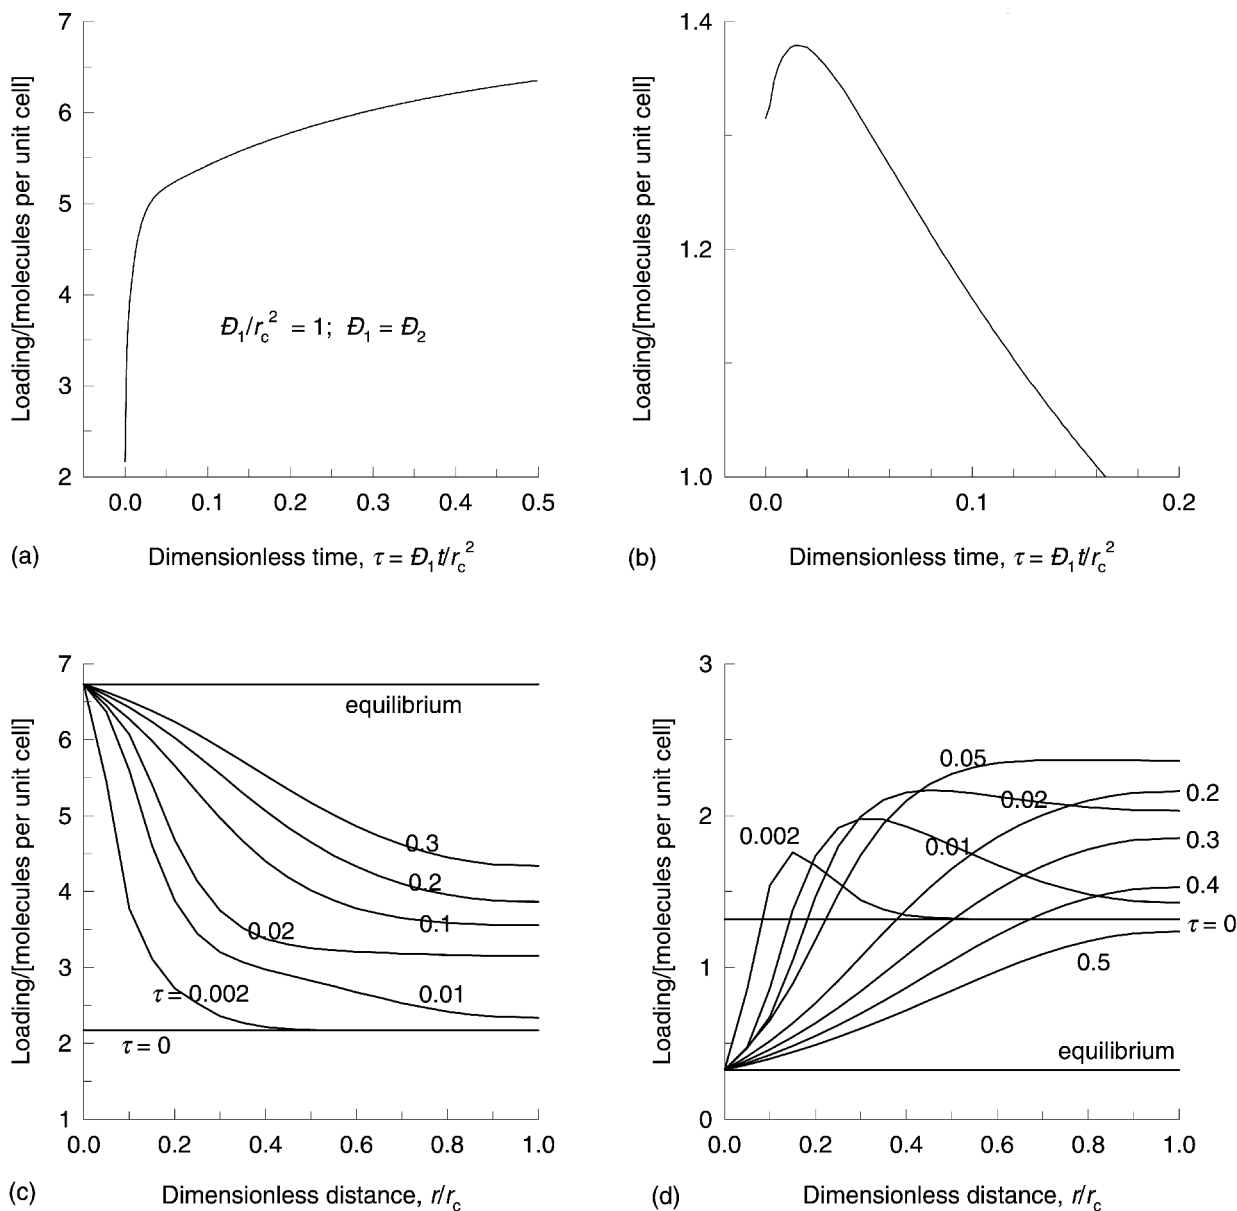 7
6
5
4
3
2
Loading/[molecules per unit cell]
Đ₁/r_c² = 1; Đ₁ = Đ₂
0.0 0.1 0.2 0.3 0.4 0.5
(a) Dimensionless time, τ = Đ₁t/r_c²
1.4
1.2
1.0
Loading/[molecules per unit cell]
0.0 0.1 0.2
(b) Dimensionless time, τ = Đ₁t/r_c²
7
6
5
4
3
2
1
Loading/[molecules per unit cell]
equilibrium
0.3
0.2
0.1
0.02
0.01
τ = 0.002
τ = 0
0.0 0.2 0.4 0.6 0.8 1.0
(c) Dimensionless distance, r/r_c
3
2
1
0
Loading/[molecules per unit cell]
0.05
0.02
0.2
0.002
0.01
0.3
0.4
τ = 0
0.5
equilibrium
0.0 0.2 0.4 0.6 0.8 1.0
(d) Dimensionless distance, r/r_c